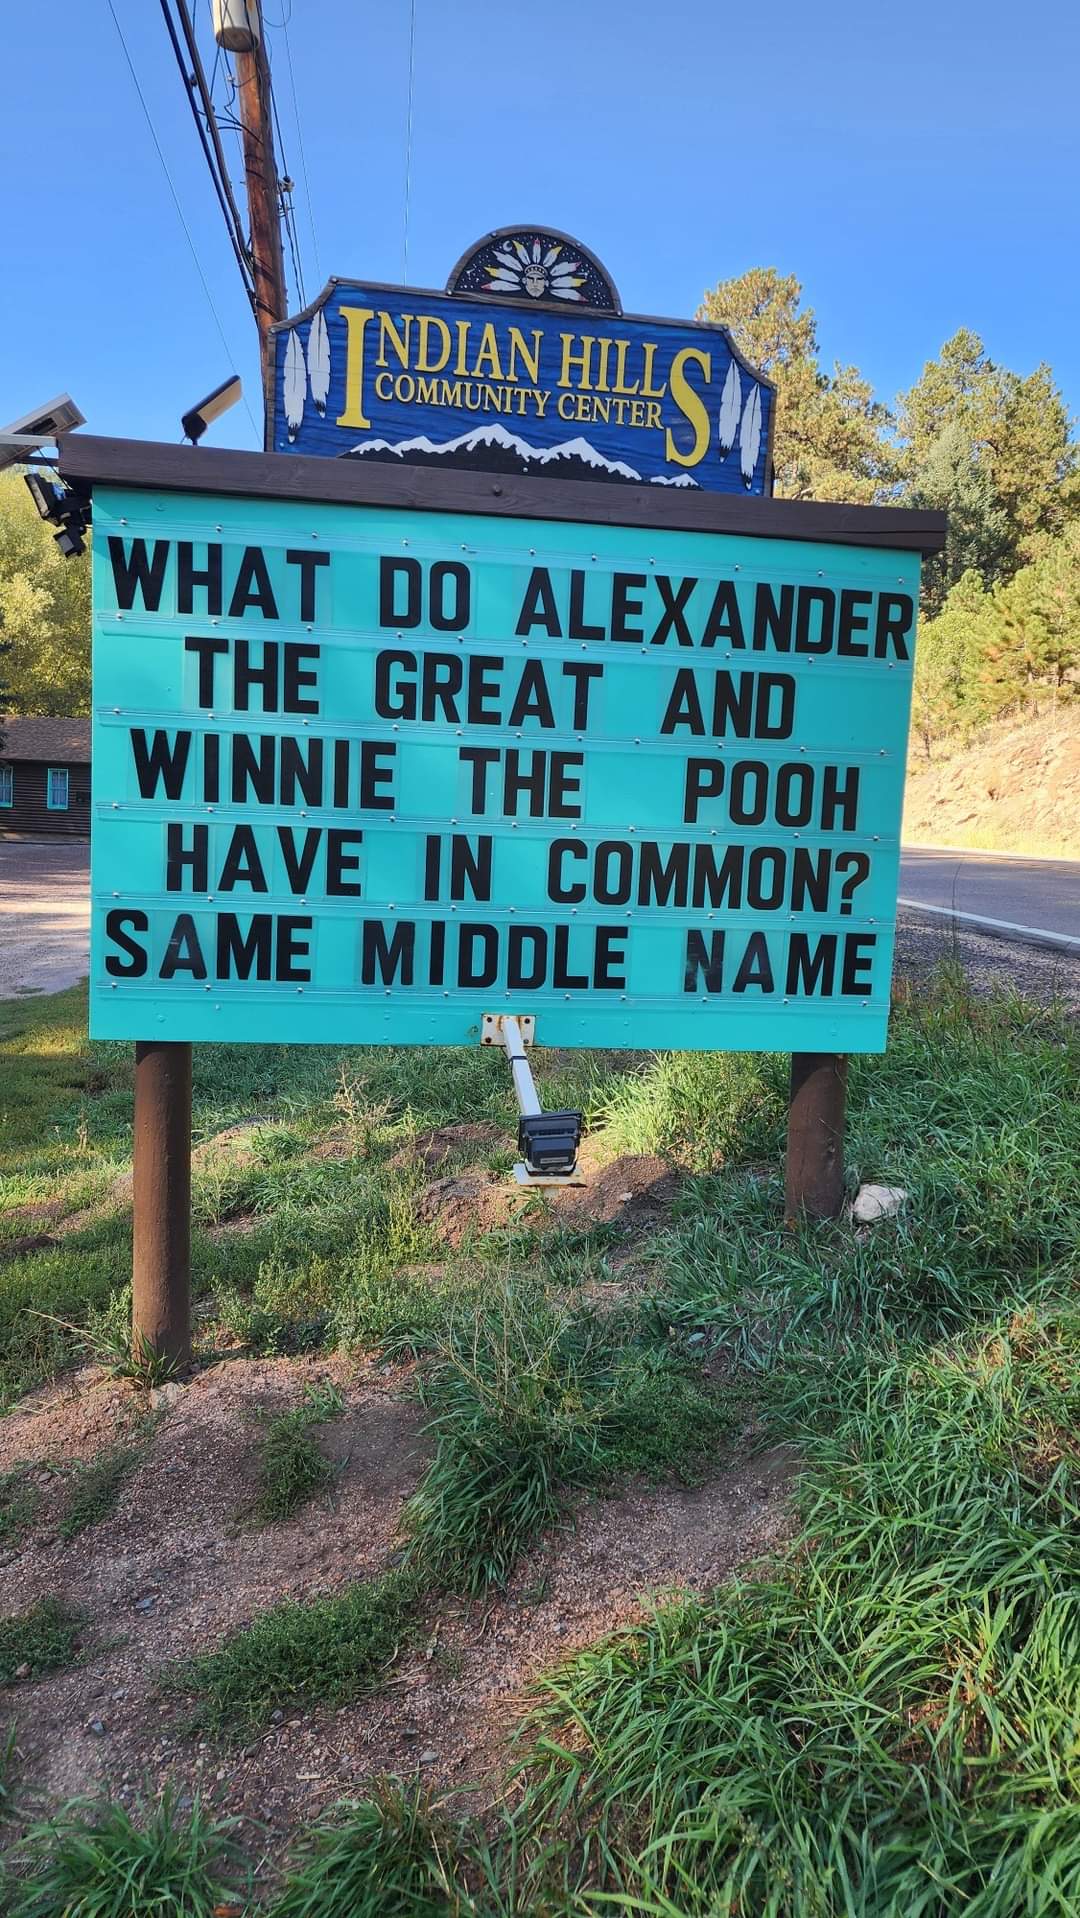 INDIAN HILLS
COMMUNITY CENTER
WHAT DO ALEXANDER
THE GREAT AND
WINNIE THE POOH
HAVE IN COMMON?
SAME MIDDLE NAME